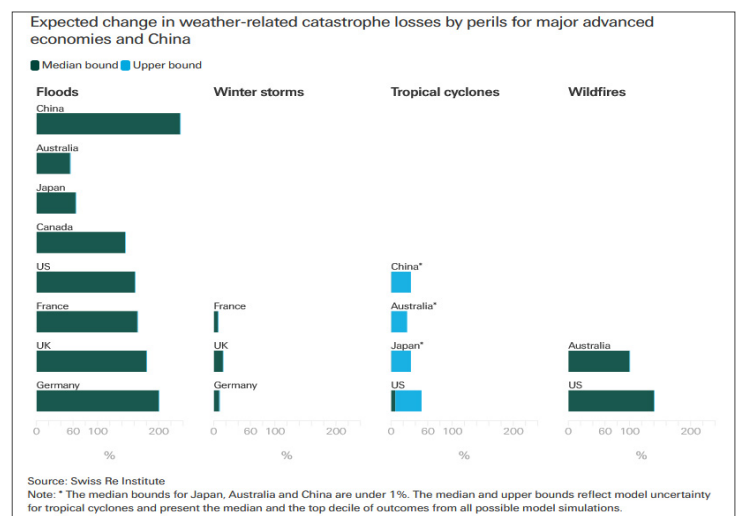 Expected change in weather-related catastrophe losses by perils for major advanced
economies and China
Median bound Upper bound
Floods Winter storms Tropical cyclones Wildfires
China
Australia
Japan
Canada
US China*
France France Australia*
UK UK Japan* Australia
Germany Germany US US
0 60 100 200 0 60 100 200 0 60 100 200 0 60 100 200
% % % %
Source: Swiss Re Institute
Note: * The median bounds for Japan, Australia and China are under 1%. The median and upper bounds reflect model uncertainty
for tropical cyclones and present the median and the top decile of outcomes from all possible model simulations.